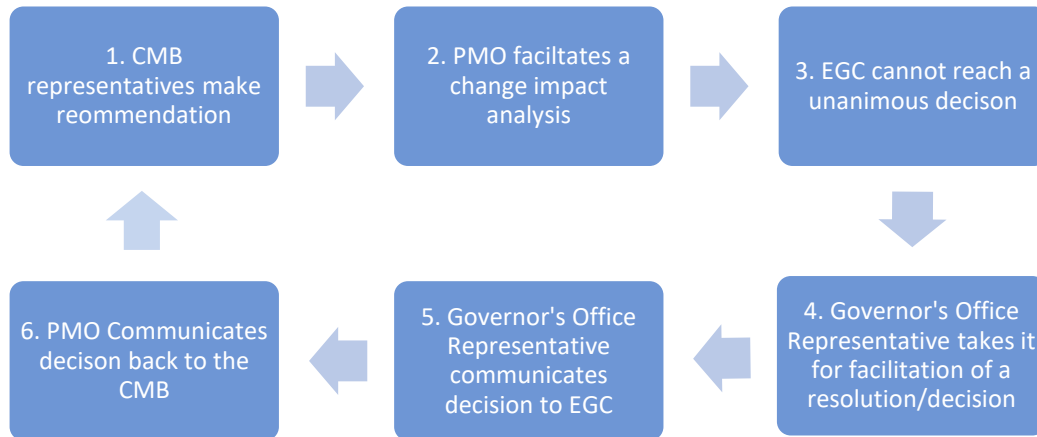 1. CMB
representatives make
reommendation
2. PMO faciltates a
change impact
analysis
3. EGC cannot reach a
unanimous decison
4. Governor's Office
Representative takes it
for facilitation of a
resolution/decision
5. Governor's Office
Representative
communicates
decision to EGC
6. PMO Communicates
decison back to the
CMB